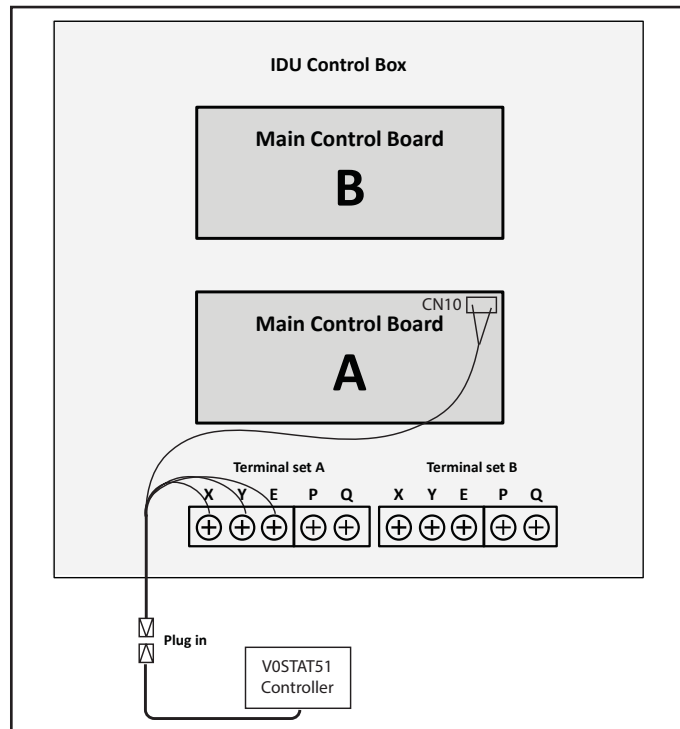 IDU Control Box
Main Control Board
B
CN10
Main Control Board
A
Terminal set A
Terminal set B
X Y E P Q X Y E P Q
Plug in
V0STAT51
Controller